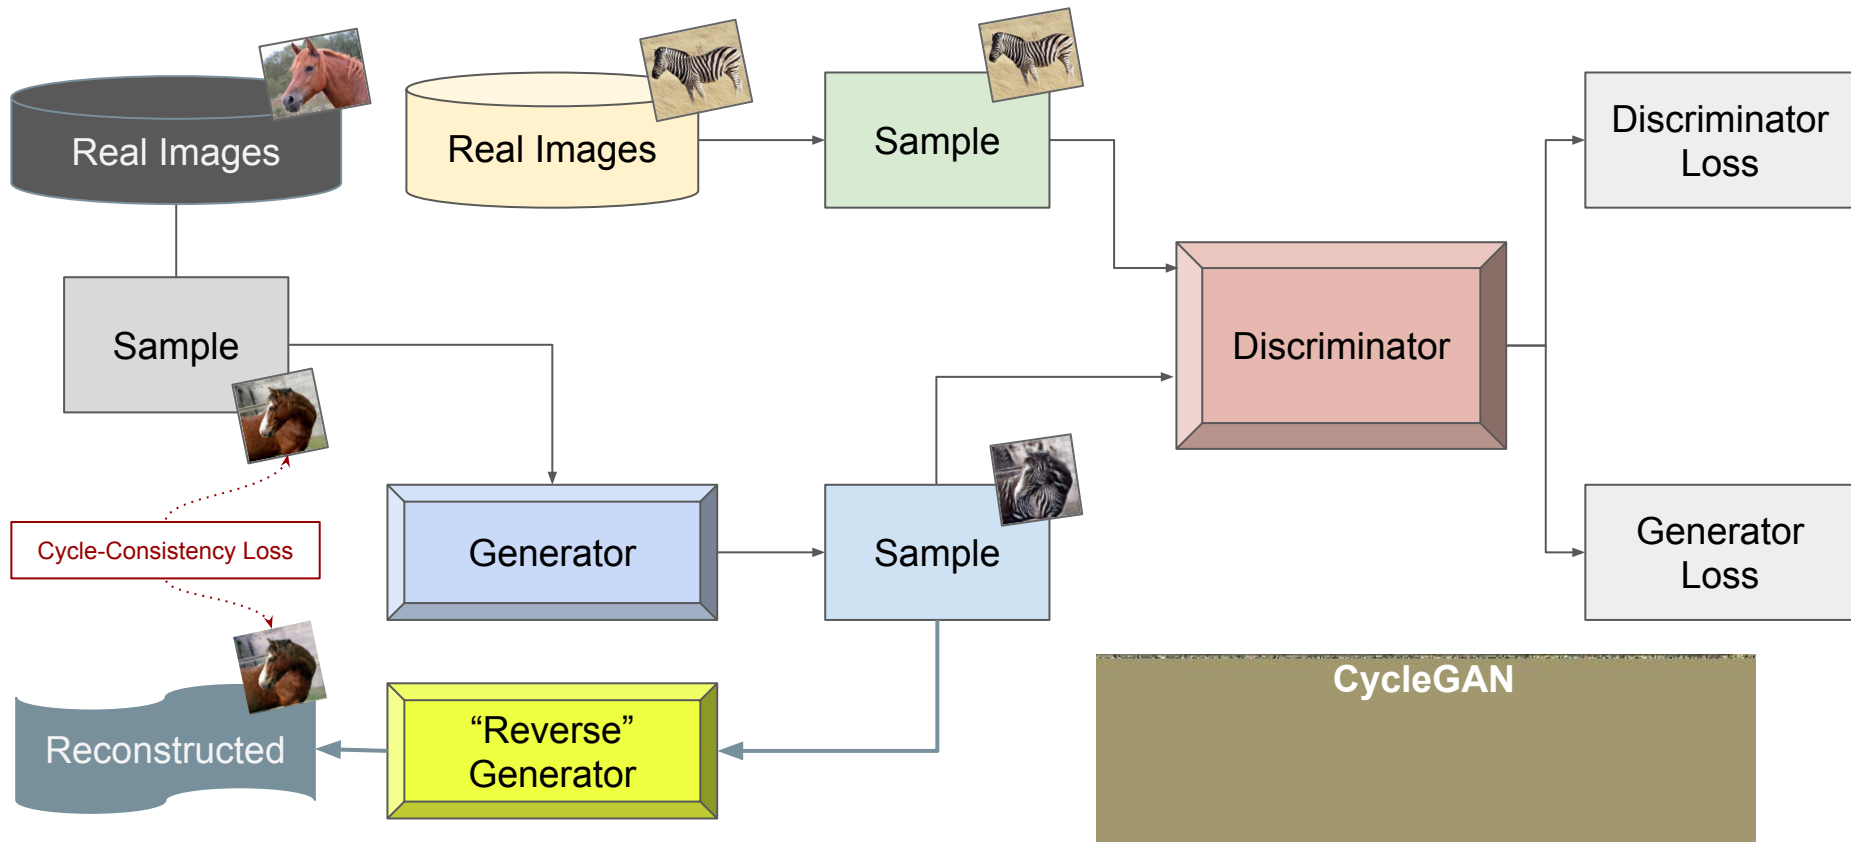 Real Images
Real Images
Sample
Discriminator
Loss
Sample
Discriminator
Cycle-Consistency Loss
Generator
Sample
Generator
Loss
Reconstructed
“Reverse”
Generator
CycleGAN